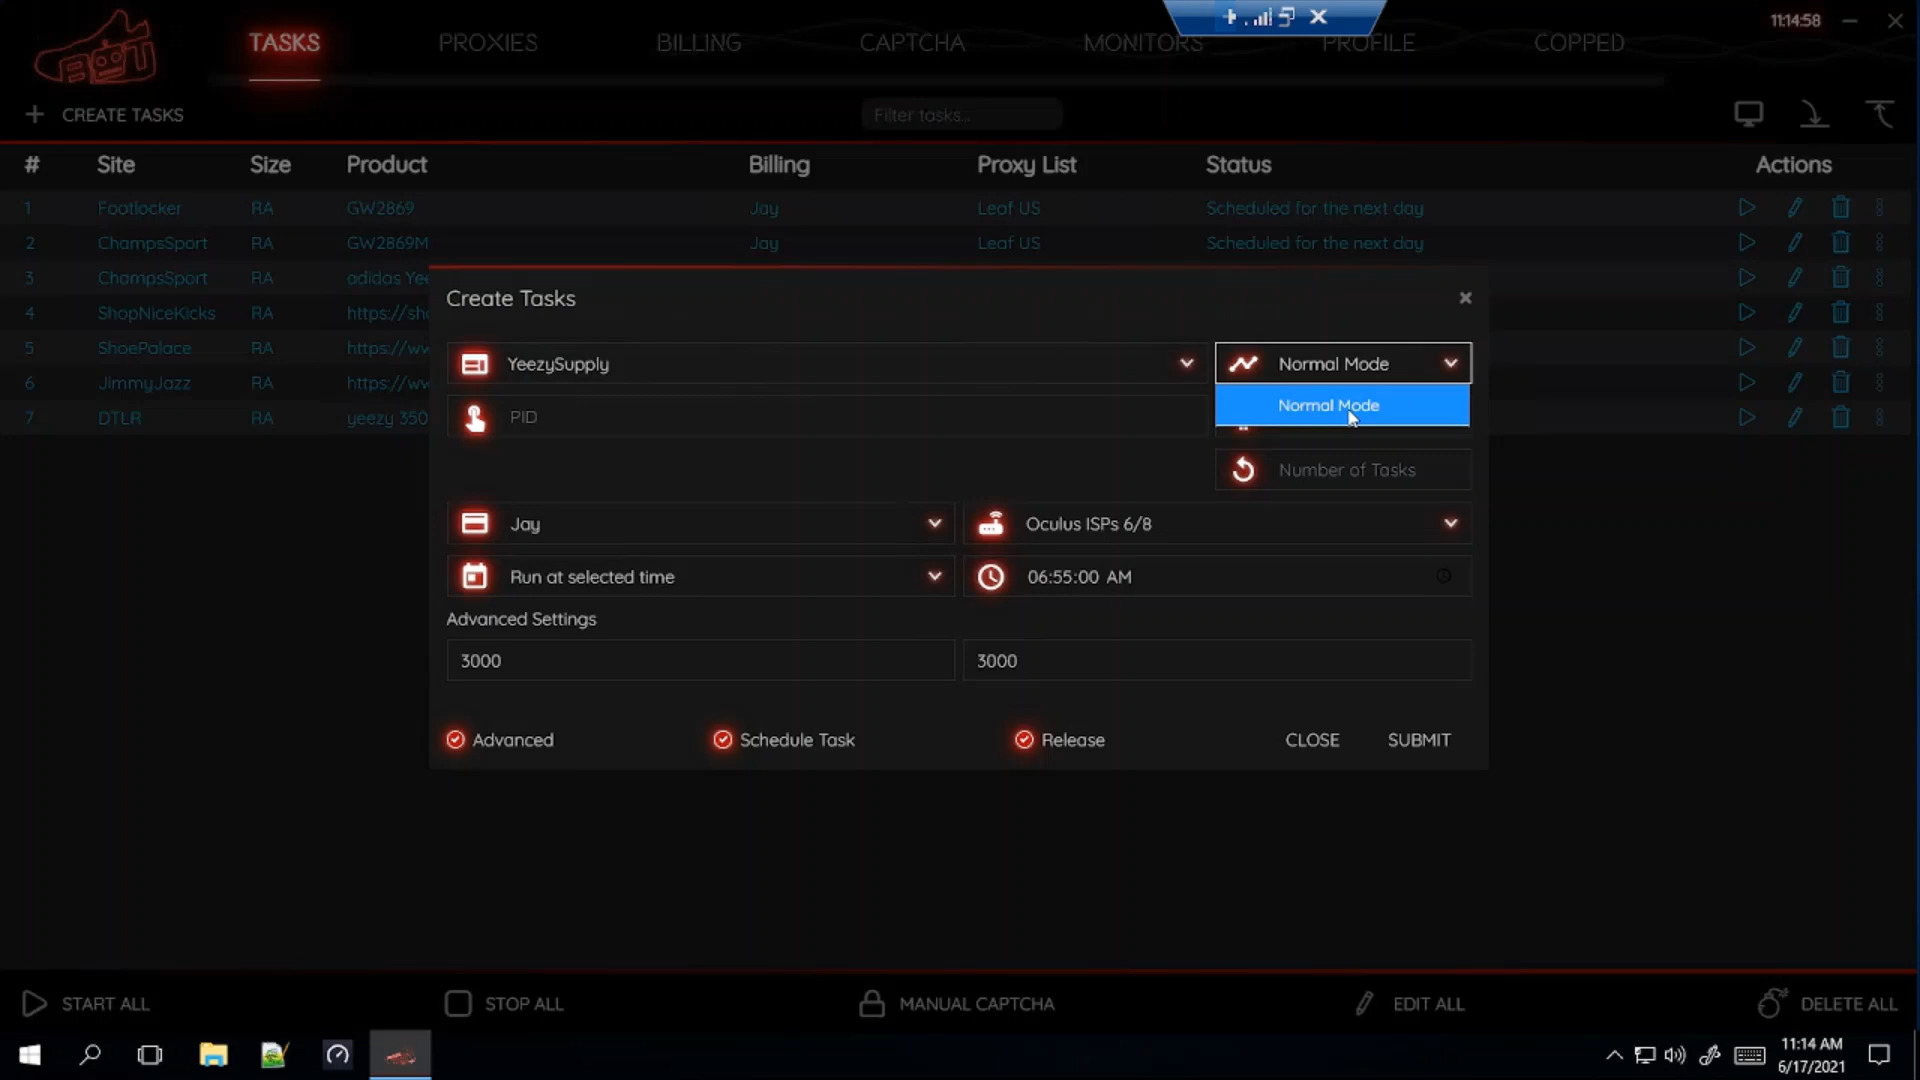 11:14:58
TASKS PROXIES BILLING CAPTCHA MONITORS PROFILE COPPED
BOT
CREATE TASKS Filter tasks...
# Site Size Product Billing Proxy List Status Actions
1 Footlocker RA GW2869 Jay Leaf US Scheduled for the next day
2 ChampsSport RA GW2869M Jay Leaf US Scheduled for the next day
3 ChampsSport RA adidas Yee
4 ShopNiceKicks RA https://sh
5 ShoePalace RA https://ww
6 JimmyJazz RA https://ww
7 DTLR RA yeezy 350
Create Tasks
YeezySupply Normal Mode
Normal Mode
PID
Number of Tasks
Jay Oculus ISPs 6/8
Run at selected time 06:55:00 AM
Advanced Settings
3000 3000
Advanced Schedule Task Release CLOSE SUBMIT
START ALL STOP ALL MANUAL CAPTCHA EDIT ALL DELETE ALL
11:14 AM
6/17/2021